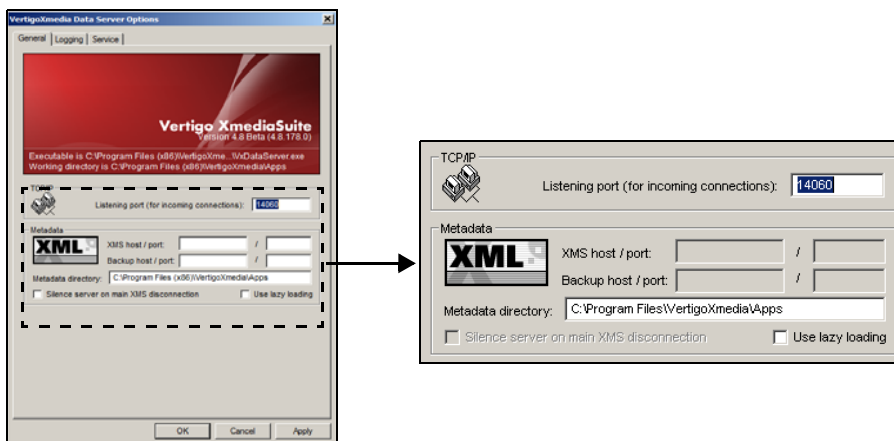 VertigoXmedia Data Server Options
General Logging Service
Vertigo XmediaSuite
Version 4.8 Beta (4.8.178.0)
Executable is C:\Program Files (x86)\VertigoXme...\VxDataServer.exe
Working directory is C:\Program Files (x86)\VertigoXmedia\Apps
TCP/IP
Listening port (for incoming connections): 14060
Metadata
XML
XMS host / port: /
Backup host / port: /
Metadata directory: C:\Program Files (x86)\VertigoXmedia\Apps
Silence server on main XMS disconnection Use lazy loading
OK Cancel Apply
TCP/IP
Listening port (for incoming connections): 14060
Metadata
XML
XMS host / port: /
Backup host / port: /
Metadata directory: C:\Program Files\VertigoXmedia\Apps
Silence server on main XMS disconnection Use lazy loading